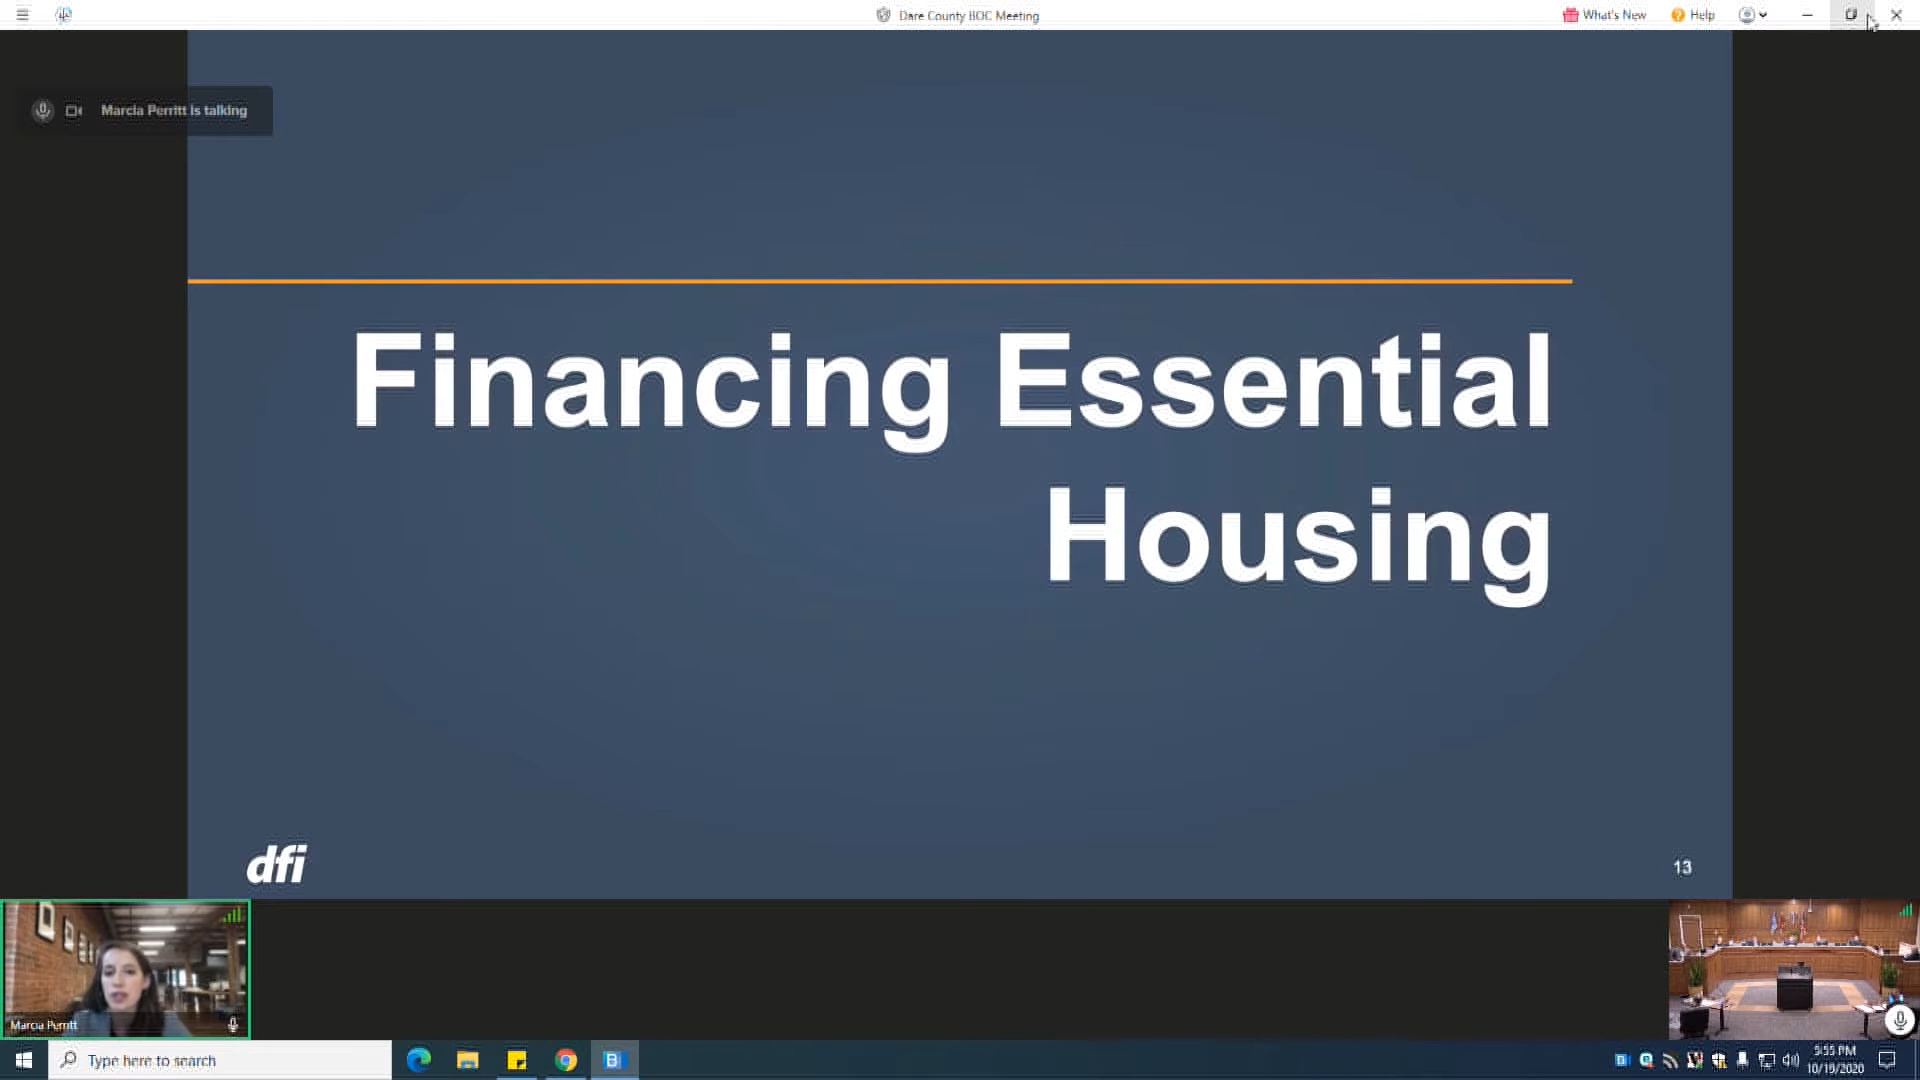 Dare County BOC Meeting
What's New
Help
Marcia Perritt is talking
Financing Essential
Housing
dfi
13
Marcia Perritt
Type here to search
5:55 PM
10/19/2020